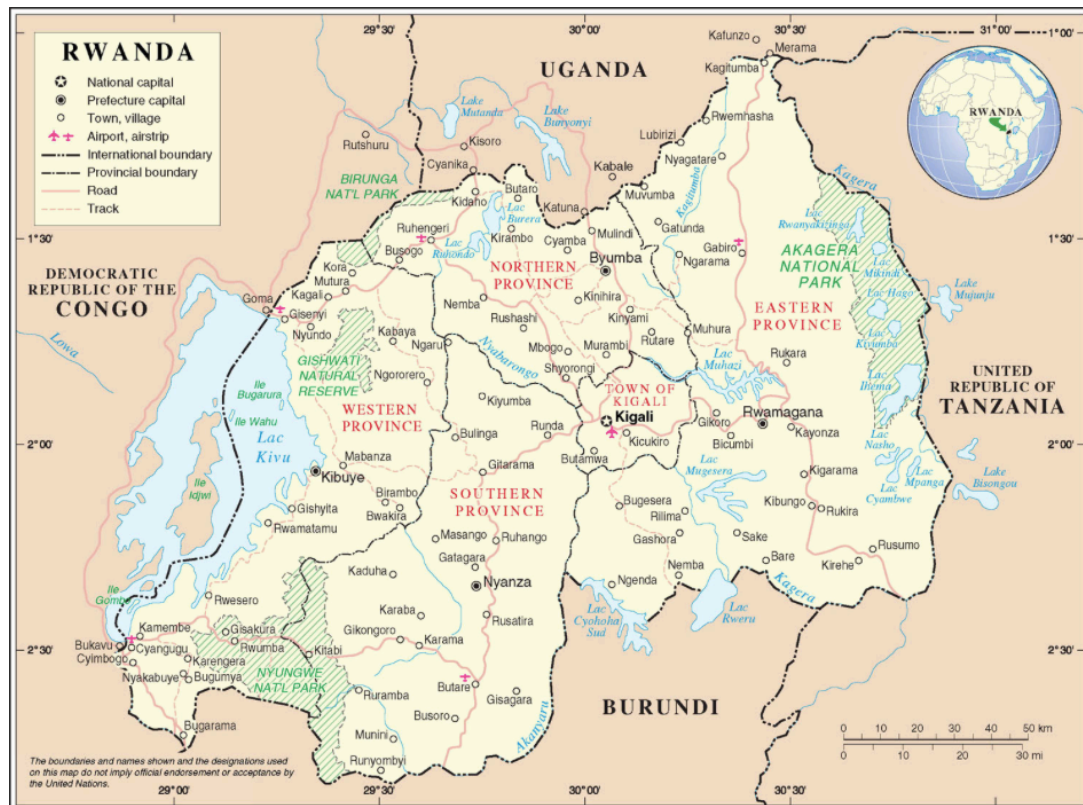 29°30'
30°00'
31°00'
1°00'
RWANDA
National capital
Prefecture capital
Town, village
Airport, airstrip
International boundary
Provincial boundary
Road
Track
UGANDA
RWANDA
Kafunzo
Merama
Kagitumba
Lake
Mutanda
Lake
Bunyonyi
Rwemhasha
Rutshuru
Kisoro
Lubirizi
Nyagatare
Cyanika
Kabale
Kagitumba
Kagera
BIRUNGA
NAT'L PARK
Butaro
Kidaho
Lac
Burera
Katuna
Muvumba
Lac
Rwanyakizinga
1°30'
Ruhengeri
Kirambo
Mulindi
Gatunda
Busogo
Lac
Ruhondo
Cyamba
Gabiro
1°30'
Byumba
Ngarama
AKAGERA
NATIONAL
PARK
Lac
Mikindi
DEMOCRATIC
REPUBLIC OF THE
CONGO
Kora
Mutura
NORTHERN
PROVINCE
Lake
Mujunju
Goma
Kagali
Nemba
Kinihira
EASTERN
PROVINCE
Lac Hago
Gisenyi
Kinyami
Nyundo
Kabaya
Rushashi
Rutare
Muhura
Lac
Kivumba
Lowa
Ngaru
Nyabarongo
Mbogo
Murambi
Rukara
GISHWATI
NATURAL
RESERVE
Shyorongi
Lac
Muhazi
Lac
Ihema
UNITED
REPUBLIC OF
TANZANIA
Ngororero
Ile
Bugarura
Kiyumba
TOWN OF
KIGALI
WESTERN
PROVINCE
Ile Wahu
Kigali
Gikoro
Rwamagana
2°00'
Lac
Kivu
Bulinga
Runda
Kicukiro
Bicumbi
Kayonza
2°00'
Lac
Nasho
Mabanza
Butamwa
Lac
Mugesera
Kibuye
Gitarama
Kigarama
Lac
Mpanga
Lake
Bisongou
Ile
Idjwi
Lac
Cyambwe
Birambo
SOUTHERN
PROVINCE
Bugesera
Kibungo
Gishyita
Bwakira
Rilima
Rukira
Rwamatamu
Masango
Ruhango
Gashora
Sake
Rusumo
Gatagara
Bare
Kirehe
Kaduha
Nyanza
Nemba
Ngenda
Kagera
Ile
Gombo
Rwesero
Karaba
Rusatira
Lac
Cyohoha
Sud
Lac
Rweru
Kamembe
Gisakura
Gikongoro
Karama
Bukavu
Cyangugu
Rwumba
Kitabi
2°30'
Cyimbogo
Karengera
NYUNGWE
NAT'L PARK
2°30'
Nyakabuye
Bugumya
Butare
Ruramba
Gisagara
BURUNDI
Busoro
Akanyaru
Bugarama
Munini
0 10 20 30 40 50 km
0 10 20 30 mi
Runyombyi
The boundaries and names shown and the designations used
on this map do not imply official endorsement or acceptance by
the United Nations.
29°00'
29°30'
30°00'
30°30'